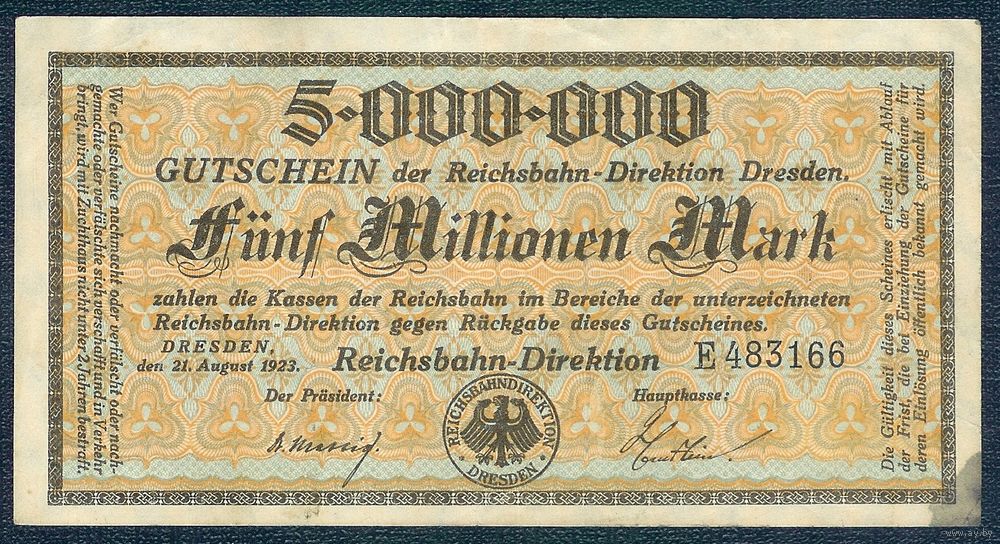 5·000·000
GUTSCHEIN der Reichsbahn-Direktion Dresden.
Fünf Millionen Mark
zahlen die Kassen der Reichsbahn im Bereiche der unterzeichneten
Reichsbahn-Direktion gegen Rückgabe dieses Gutscheines.
DRESDEN,
den 21. August 1923.
Reichsbahn-Direktion E 483166
Der Präsident:
Hauptkasse:
REICHSBAHNDIREKTION
· DRESDEN ·
Wer Gutscheine nachmacht oder verfälscht oder nach-
gemachte oder verfälschte sich verschafft und in Verkehr
bringt, wird mit Zuchthaus nicht unter 2 Jahren bestraft.
Die Gültigkeit dieses Scheines erlischt mit Ablauf
der Frist, die bei Einziehung der Gutscheine für
deren Einlösung öffentlich bekannt gemacht wird.
www.ay.by